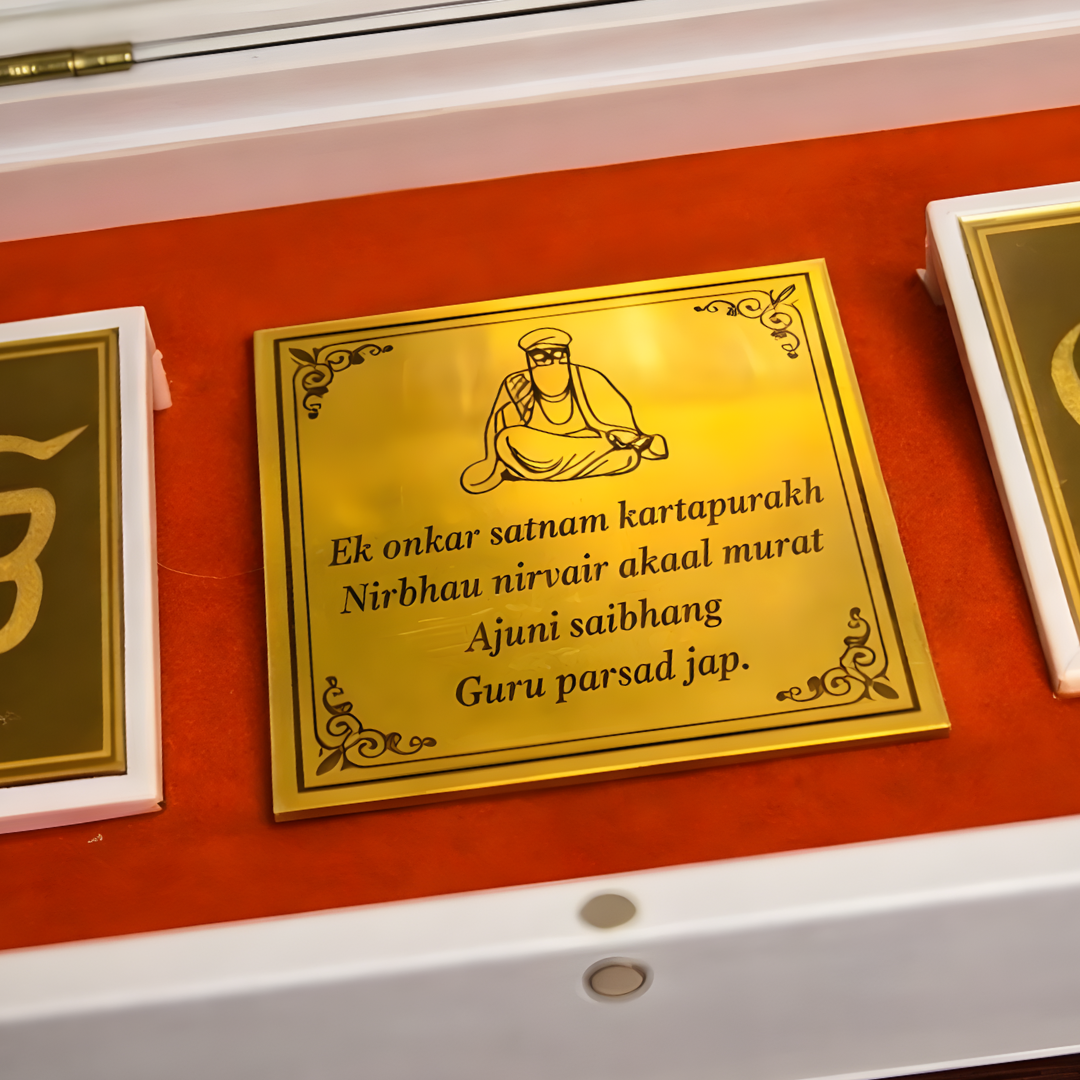 Ek onkar satnam kartapurakh
Nirbhau nirvair akaal murat
Ajuni saibhang
Guru parsad jap.